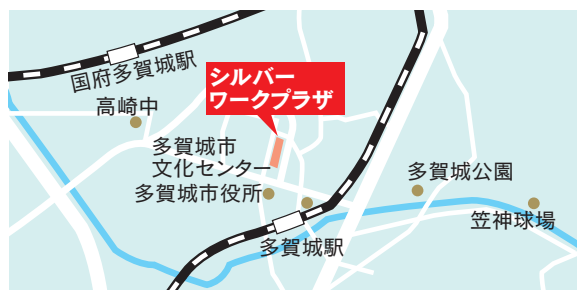 国府多賀城駅
シルバー
ワークプラザ
高崎中
多賀城市
文化センター
多賀城市役所
多賀城公園
笠神球場
多賀城駅